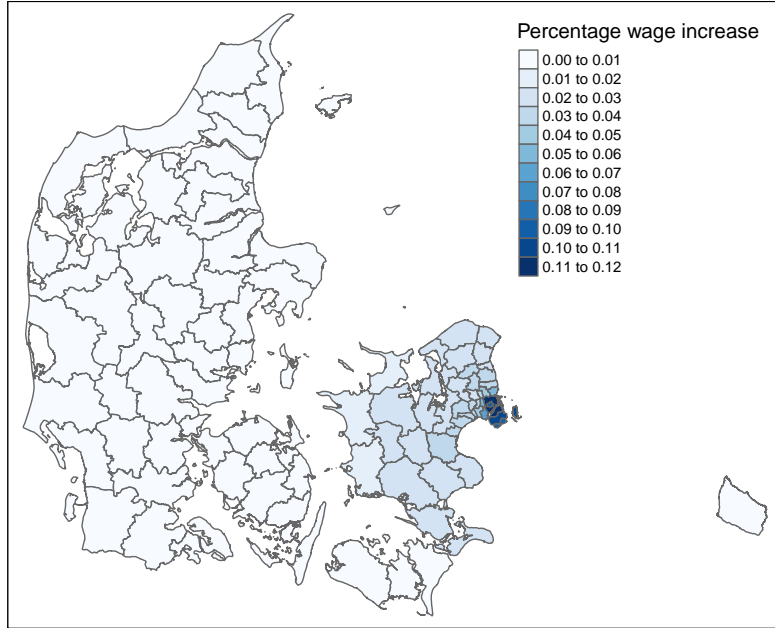 Percentage wage increase
0.00 to 0.01
0.01 to 0.02
0.02 to 0.03
0.03 to 0.04
0.04 to 0.05
0.05 to 0.06
0.06 to 0.07
0.07 to 0.08
0.08 to 0.09
0.09 to 0.10
0.10 to 0.11
0.11 to 0.12